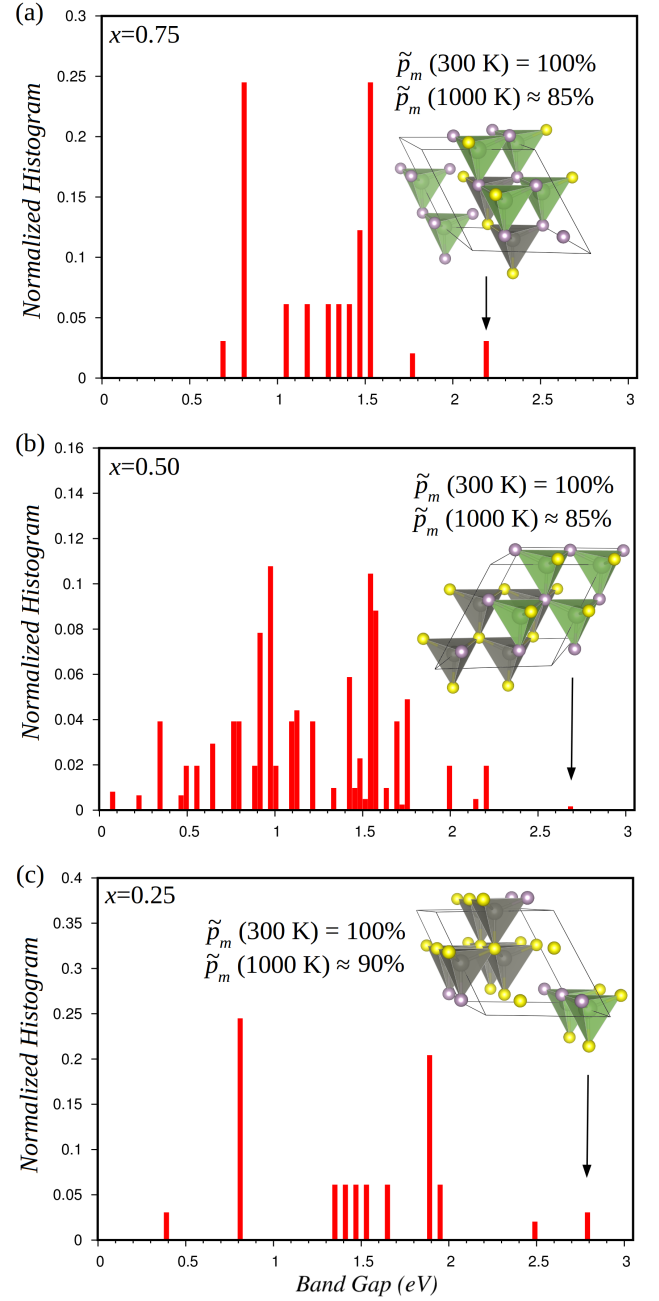 (a)
x=0.75
p̃m (300 K) = 100%
p̃m (1000 K) ≈ 85%
Normalized Histogram
0.3
0.25
0.2
0.15
0.1
0.05
0
0 0.5 1 1.5 2 2.5 3
(b)
x=0.50
p̃m (300 K) = 100%
p̃m (1000 K) ≈ 85%
Normalized Histogram
0.16
0.14
0.12
0.1
0.08
0.06
0.04
0.02
0
0 0.5 1 1.5 2 2.5 3
(c)
x=0.25
p̃m (300 K) = 100%
p̃m (1000 K) ≈ 90%
Normalized Histogram
0.4
0.35
0.3
0.25
0.2
0.15
0.1
0.05
0
0 0.5 1 1.5 2 2.5 3
Band Gap (eV)